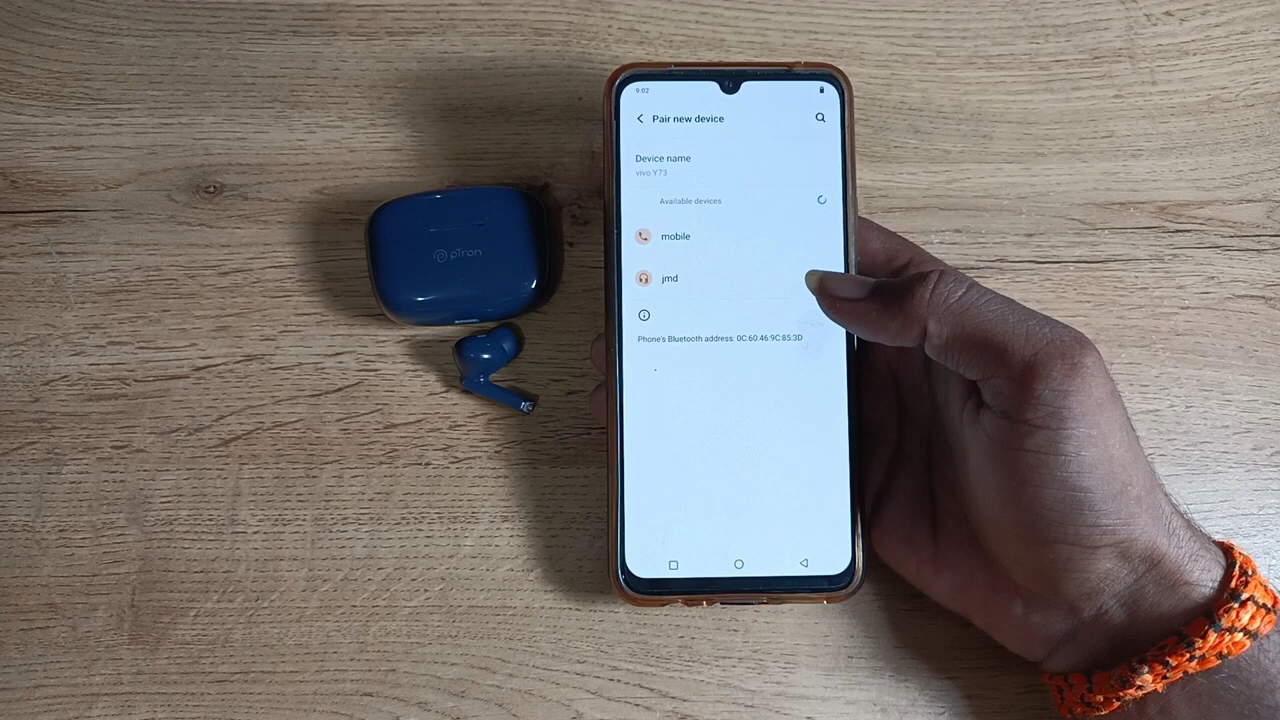 9:02
Pair new device
Device name
vivo Y73
Available devices
mobile
jmd
Phone's Bluetooth address: 0C:60:46:9C:85:3D
pTron